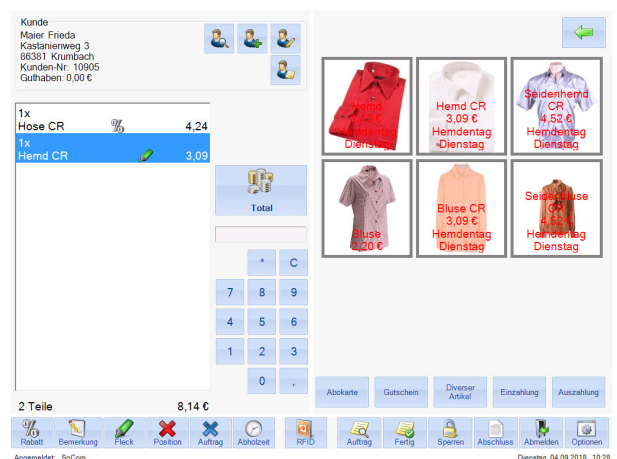 Kunde
Maier Frieda
Kastanienweg 3
86381 Krumbach
Kunden-Nr: 10905
Guthaben: 0,00 €
1x
Hose CR % 4,24
1x
Hemd CR 3,09
2 Teile 8,14 €
Total
* C
7 8 9
4 5 6
1 2 3
0 ,
Hemd
€
Hemdentag
Dienstag
Hemd CR
3,09 €
Hemdentag
Dienstag
Seidenhemd
CR
4,52 €
Hemdentag
Dienstag
Bluse
2,20 €
Bluse CR
3,09 €
Hemdentag
Dienstag
Seidenbluse
CR
4,52 €
Hemdentag
Dienstag
Abokarte Gutschein Diverser Artikel Einzahlung Auszahlung
% Rabatt Bemerkung Fleck Position Auftrag Abholzeit RFID Auftrag Fertig Sperren Abschluss Abmelden Optionen
Angemeldet: SoCom Dienstag, 04.09.2018 10:28